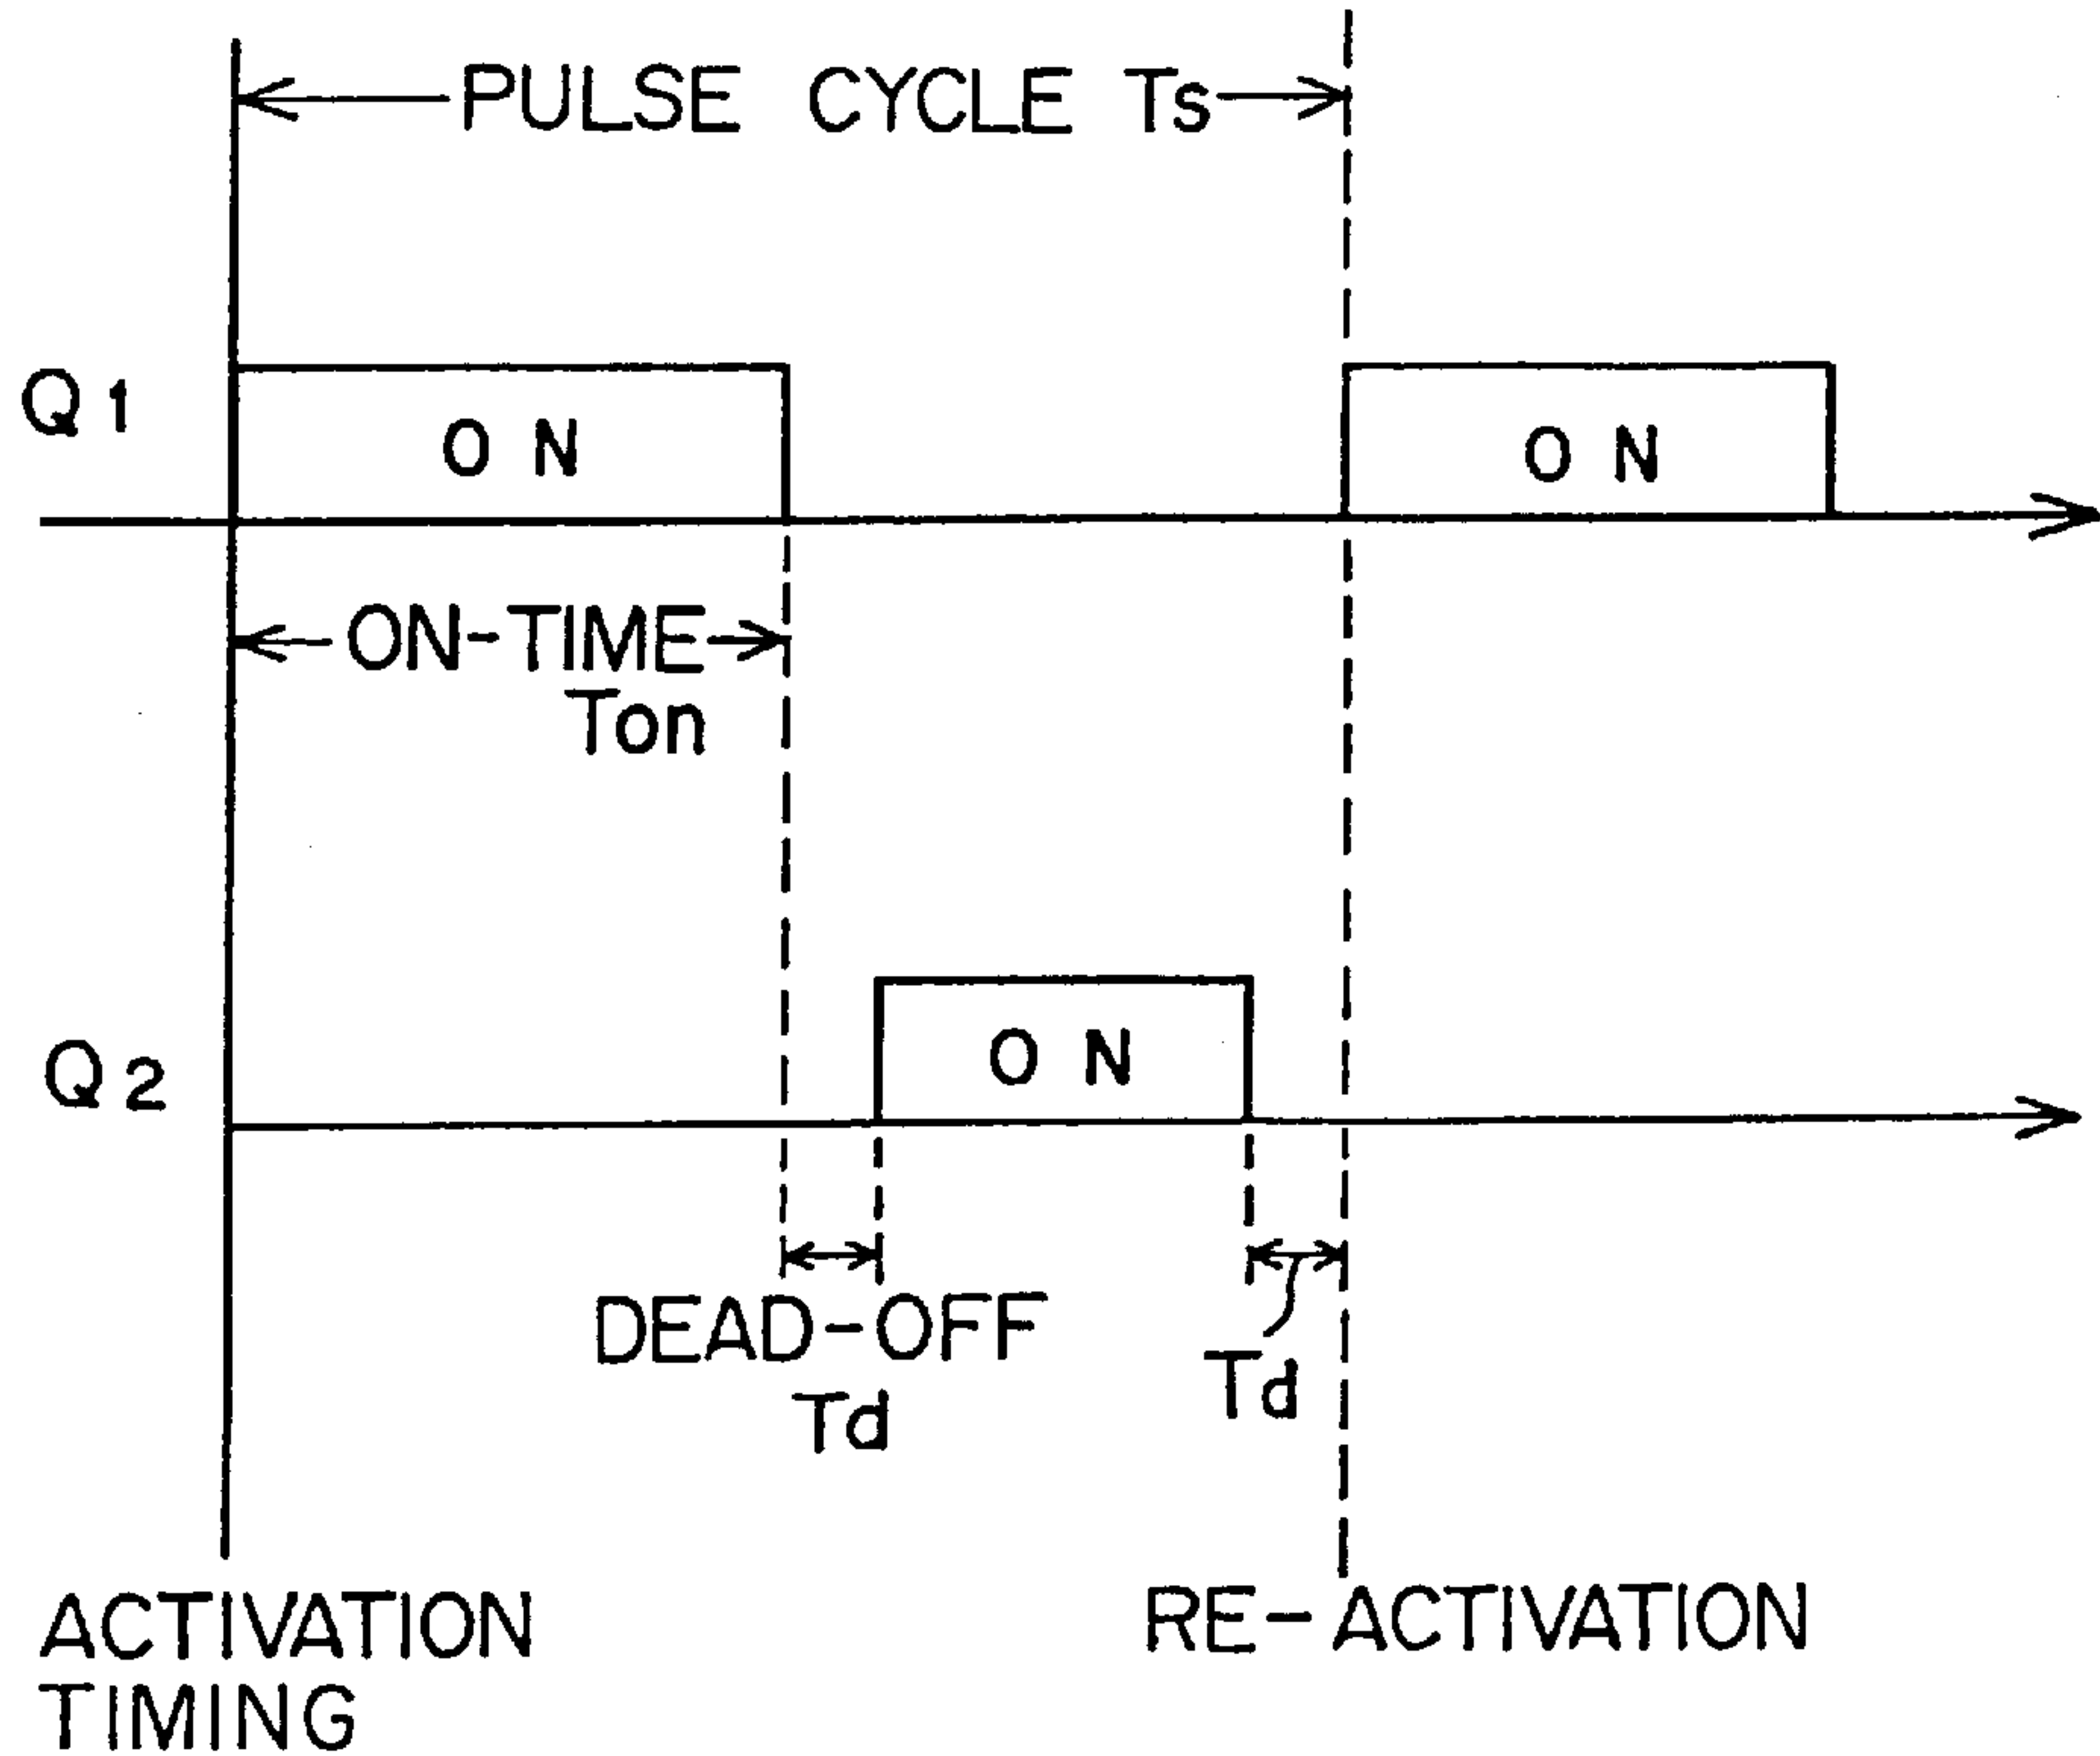 PULSE CYCLE Ts
Q1
ON
ON
ON-TIME
Ton
Q2
ON
DEAD-OFF
Td
Td
ACTIVATION
TIMING
RE-ACTIVATION